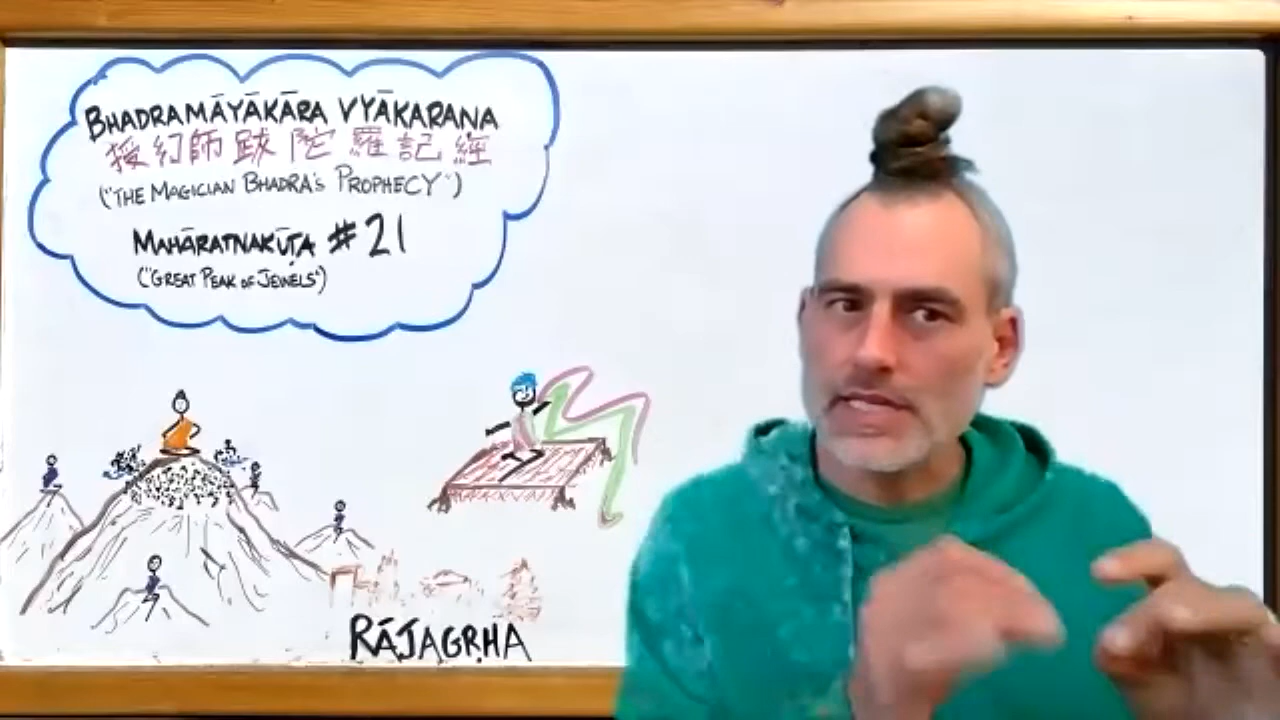 BHADRAMĀYĀKĀRA VYĀKARANA
授幻師跋陀羅記經
("THE MAGICIAN BHADRA'S PROPHECY")
MAHĀRATNAKŪṬA #21
("GREAT PEAK OF JEWELS")
RĀJAGṚHA